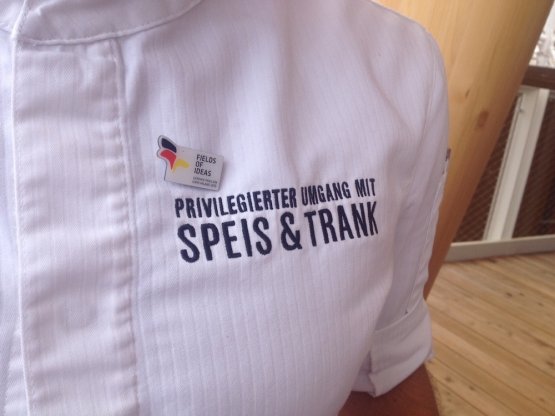 FIELDS
OF
IDEAS
PRIVILEGIERTER UMGANG MIT
SPEIS & TRANK